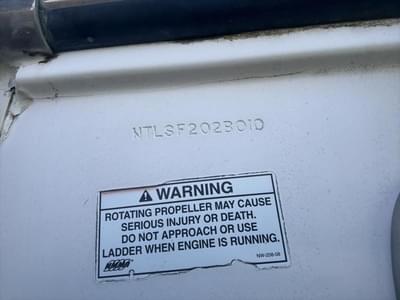 NTLSF202B01D
WARNING
ROTATING PROPELLER MAY CAUSE
SERIOUS INJURY OR DEATH.
DO NOT APPROACH OR USE
LADDER WHEN ENGINE IS RUNNING.